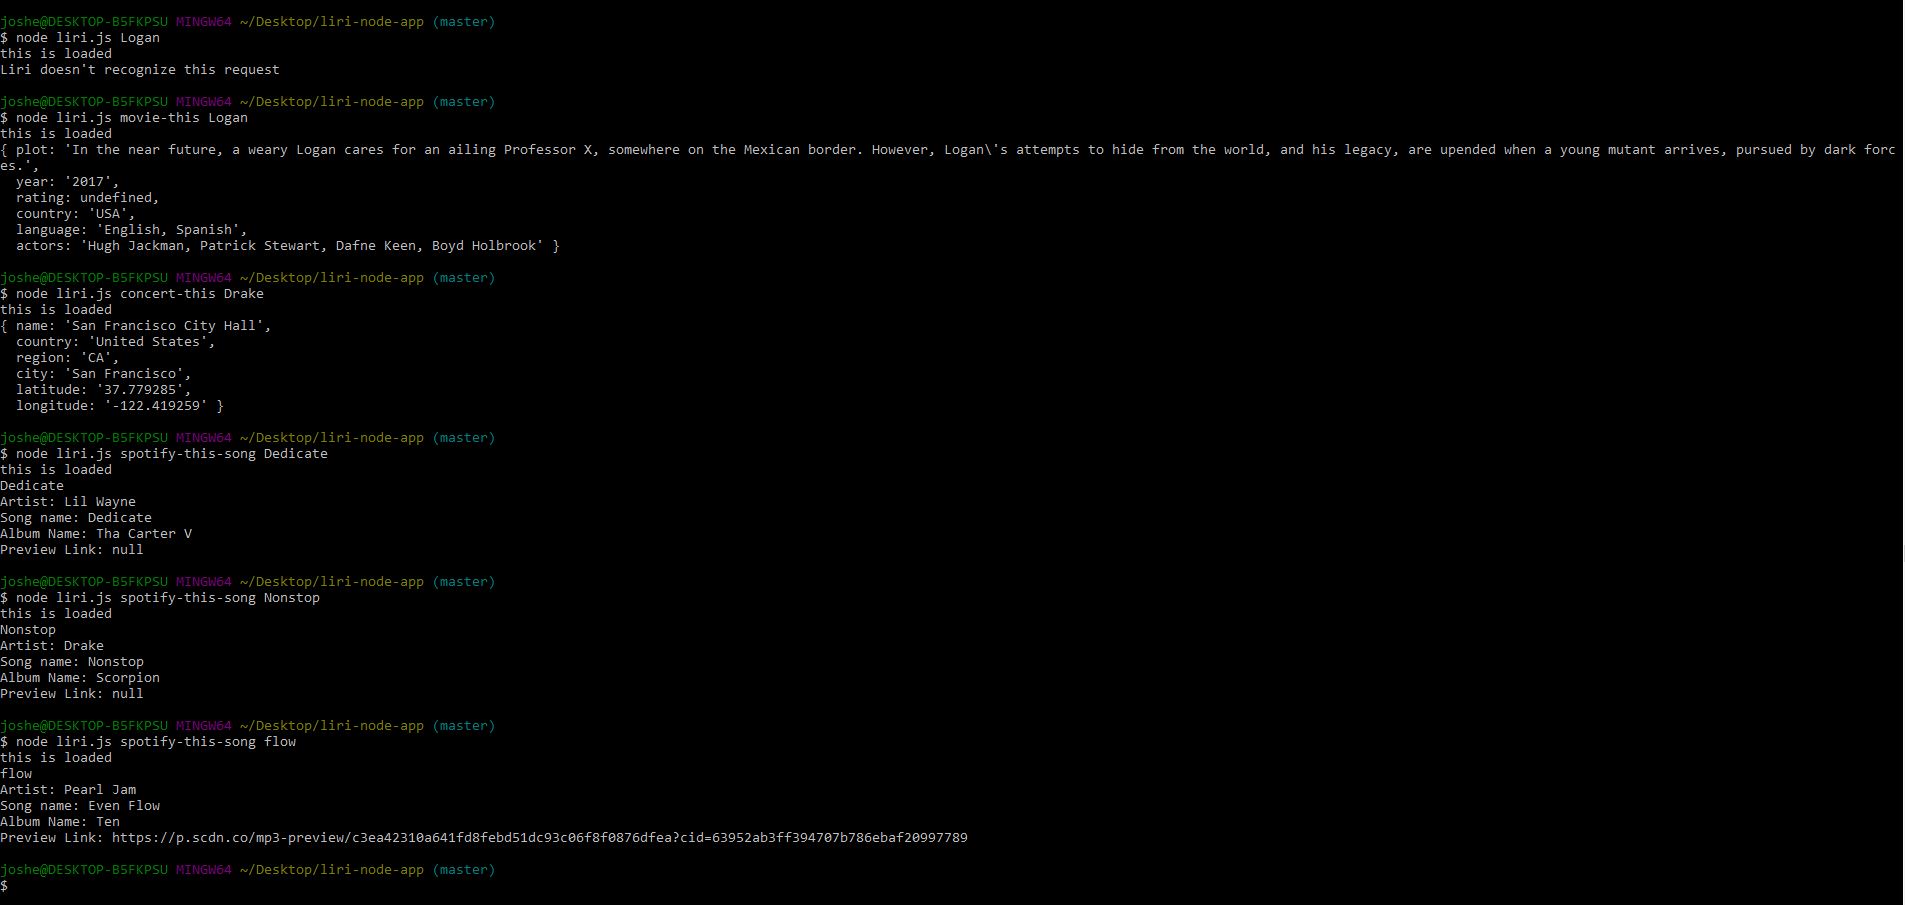 joshe@DESKTOP-B5FKPSU MINGW64 ~/Desktop/liri-node-app (master)
$ node liri.js Logan
this is loaded
Liri doesn't recognize this request
joshe@DESKTOP-B5FKPSU MINGW64 ~/Desktop/liri-node-app (master)
$ node liri.js movie-this Logan
this is loaded
{ plot: 'In the near future, a weary Logan cares for an ailing Professor X, somewhere on the Mexican border. However, Logan\'s attempts to hide from the world, and his legacy, are upended when a young mutant arrives, pursued by dark forc
es.',
  year: '2017',
  rating: undefined,
  country: 'USA',
  language: 'English, Spanish',
  actors: 'Hugh Jackman, Patrick Stewart, Dafne Keen, Boyd Holbrook' }
joshe@DESKTOP-B5FKPSU MINGW64 ~/Desktop/liri-node-app (master)
$ node liri.js concert-this Drake
this is loaded
{ name: 'San Francisco City Hall',
  country: 'United States',
  region: 'CA',
  city: 'San Francisco',
  latitude: '37.779285',
  longitude: '-122.419259' }
joshe@DESKTOP-B5FKPSU MINGW64 ~/Desktop/liri-node-app (master)
$ node liri.js spotify-this-song Dedicate
this is loaded
Dedicate
Artist: Lil Wayne
Song name: Dedicate
Album Name: Tha Carter V
Preview Link: null
joshe@DESKTOP-B5FKPSU MINGW64 ~/Desktop/liri-node-app (master)
$ node liri.js spotify-this-song Nonstop
this is loaded
Nonstop
Artist: Drake
Song name: Nonstop
Album Name: Scorpion
Preview Link: null
joshe@DESKTOP-B5FKPSU MINGW64 ~/Desktop/liri-node-app (master)
$ node liri.js spotify-this-song flow
this is loaded
flow
Artist: Pearl Jam
Song name: Even Flow
Album Name: Ten
Preview Link: https://p.scdn.co/mp3-preview/c3ea42310a641fd8febd51dc93c06f8f0876dfea?cid=63952ab3ff394707b786ebaf20997789
joshe@DESKTOP-B5FKPSU MINGW64 ~/Desktop/liri-node-app (master)
$